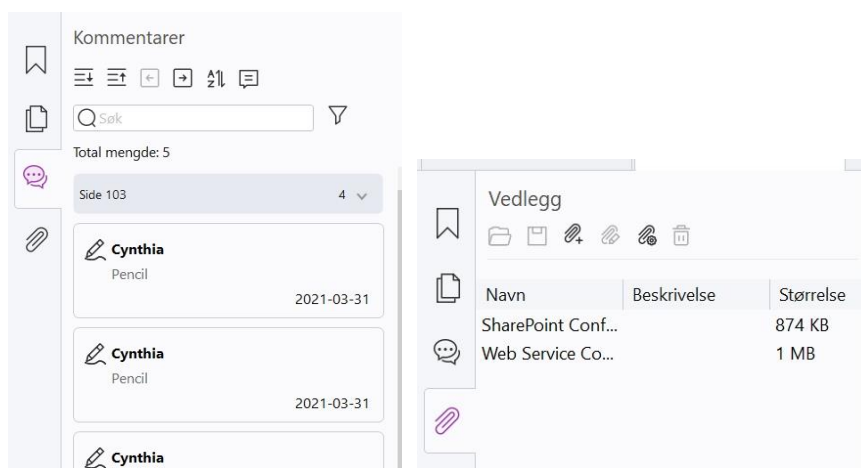 Kommentarer
Søk
Total mengde: 5
Side 103 4
Cynthia
Pencil
2021-03-31
Cynthia
Pencil
2021-03-31
Cynthia
Vedlegg
Navn Beskrivelse Størrelse
SharePoint Conf... 874 KB
Web Service Co... 1 MB